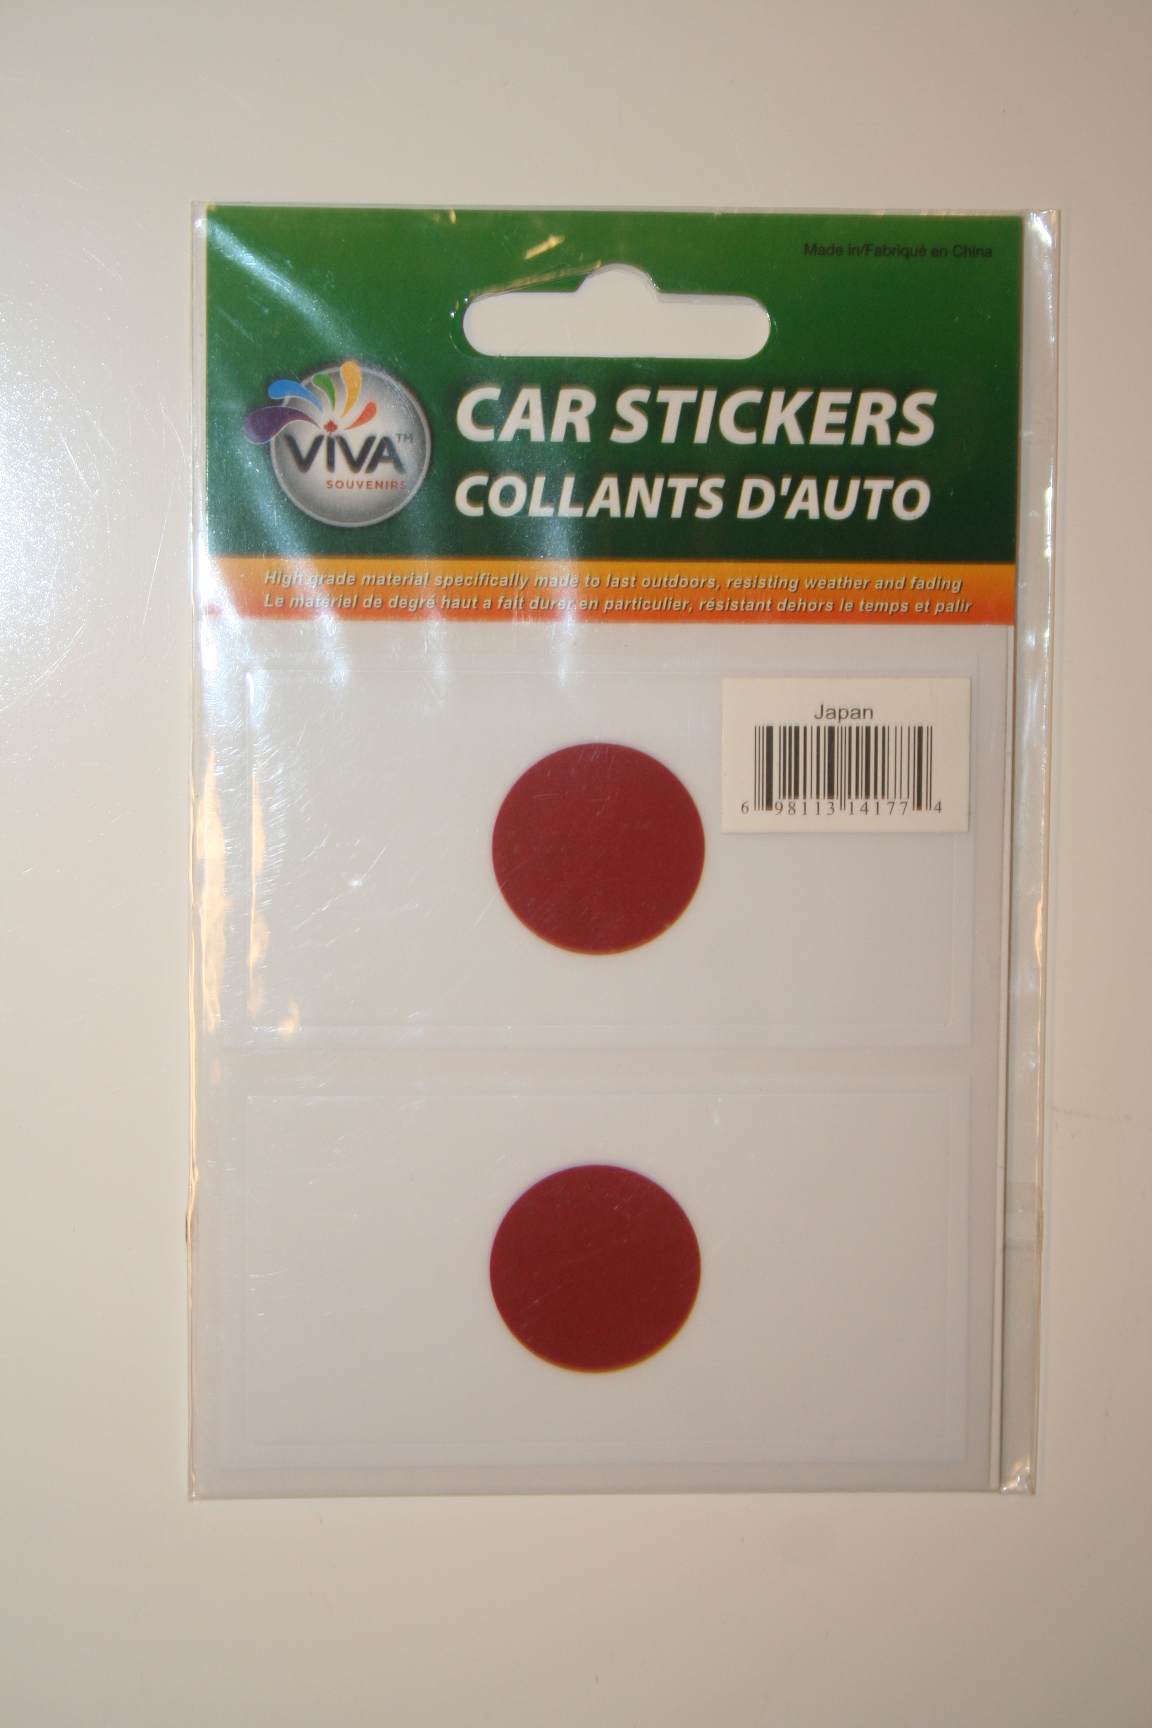 Made in/Fabriqué en China
CAR STICKERS
COLLANTS D'AUTO
VIVA™
SOUVENIRS
High grade material specifically made to last outdoors, resisting weather and fading
Le matériel de degré haut a fait durer en particulier, résistant dehors le temps et palir
Japan
6 98113 14177 4